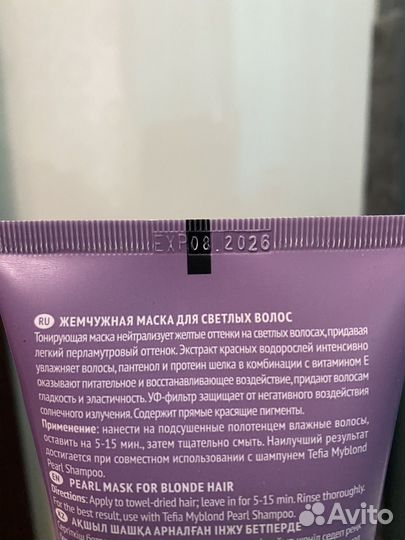 EXP 08.2026
RU ЖЕМЧУЖНАЯ МАСКА ДЛЯ СВЕТЛЫХ ВОЛОС
Тонирующая маска нейтрализует желтые оттенки на светлых волосах, придавая
легкий перламутровый оттенок. Экстракт красных водорослей интенсивно
увлажняет волосы, пантенол и протеин шелка в комбинации с витамином Е
оказывают питательное и восстанавливающее воздействие, придают волосам
гладкость и эластичность. УФ-фильтр защищает от негативного воздействия
солнечного излучения. Содержит прямые красящие пигменты.
Применение: нанести на подсушенные полотенцем влажные волосы,
оставить на 5-15 мин., затем тщательно смыть. Наилучший результат
достигается при совместном использовании с шампунем Tefia Myblond
Pearl Shampoo.
EN PEARL MASK FOR BLONDE HAIR
Directions: Apply to towel-dried hair; leave in for 5-15 min. Rinse thoroughly.
For the best result, use with Tefia Myblond Pearl Shampoo.
KZ АҚШЫЛ ШАШҚА АРНАЛҒАН ІНЖУ БЕТПЕРДЕ
Avito